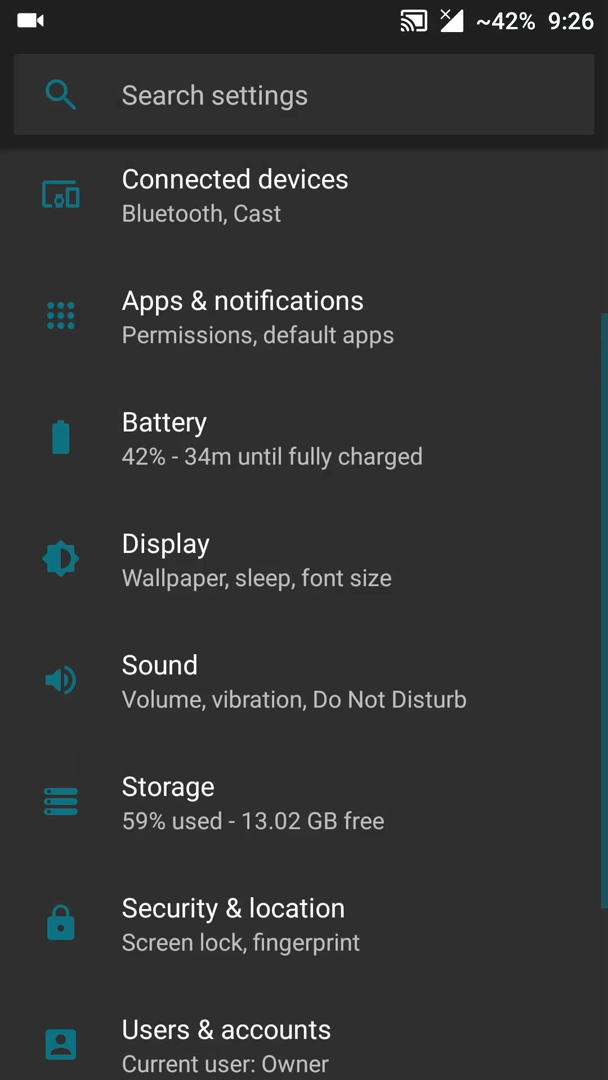 ~42% 9:26
Search settings
Connected devices
Bluetooth, Cast
Apps & notifications
Permissions, default apps
Battery
42% - 34m until fully charged
Display
Wallpaper, sleep, font size
Sound
Volume, vibration, Do Not Disturb
Storage
59% used - 13.02 GB free
Security & location
Screen lock, fingerprint
Users & accounts
Current user: Owner